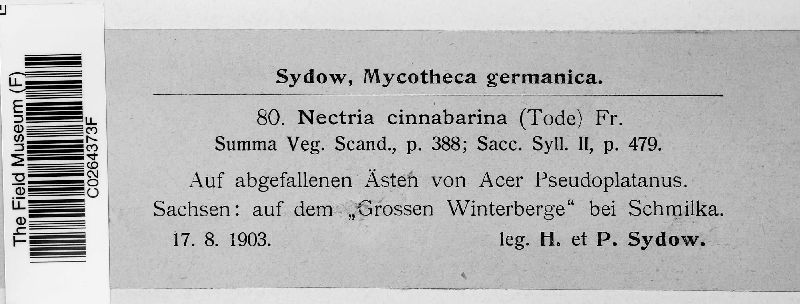 The Field Museum (F)
C0264373F
Sydow, Mycotheca germanica.
80. Nectria cinnabarina (Tode) Fr.
Summa Veg. Scand., p. 388; Sacc. Syll. II, p. 479.
Auf abgefallenen Ästen von Acer Pseudoplatanus.
Sachsen: auf dem „Grossen Winterberge“ bei Schmilka.
17. 8. 1903. leg. H. et P. Sydow.